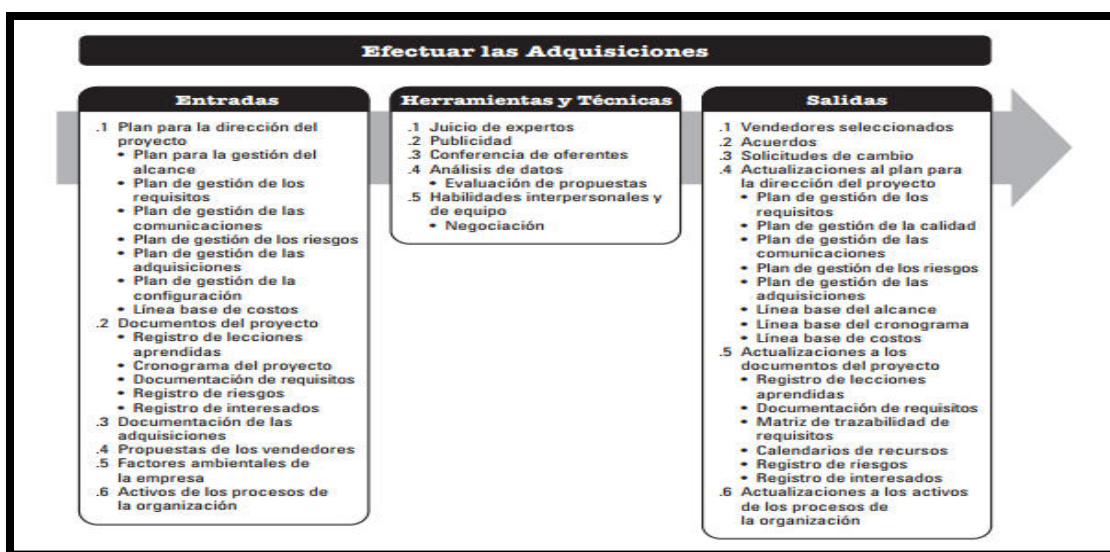 Efectuar las Adquisiciones
Entradas
.1 Plan para la dirección del
proyecto
• Plan para la gestión del
alcance
• Plan de gestión de los
requisitos
• Plan de gestión de las
comunicaciones
• Plan de gestión de los riesgos
• Plan de gestión de las
adquisiciones
• Plan de gestión de la
configuración
• Línea base de costos
.2 Documentos del proyecto
• Registro de lecciones
aprendidas
• Cronograma del proyecto
• Documentación de requisitos
• Registro de riesgos
• Registro de interesados
.3 Documentación de las
adquisiciones
.4 Propuestas de los vendedores
.5 Factores ambientales de
la empresa
.6 Activos de los procesos de
la organización
Herramientas y Técnicas
.1 Juicio de expertos
.2 Publicidad
.3 Conferencia de oferentes
.4 Análisis de datos
• Evaluación de propuestas
.5 Habilidades interpersonales y
de equipo
• Negociación
Salidas
.1 Vendedores seleccionados
.2 Acuerdos
.3 Solicitudes de cambio
.4 Actualizaciones al plan para
la dirección del proyecto
• Plan de gestión de los
requisitos
• Plan de gestión de la calidad
• Plan de gestión de las
comunicaciones
• Plan de gestión de los riesgos
• Plan de gestión de las
adquisiciones
• Línea base del alcance
• Línea base del cronograma
• Línea base de costos
.5 Actualizaciones a los
documentos del proyecto
• Registro de lecciones
aprendidas
• Documentación de requisitos
• Matriz de trazabilidad de
requisitos
• Calendarios de recursos
• Registro de riesgos
• Registro de interesados
.6 Actualizaciones a los activos
de los procesos de
la organización